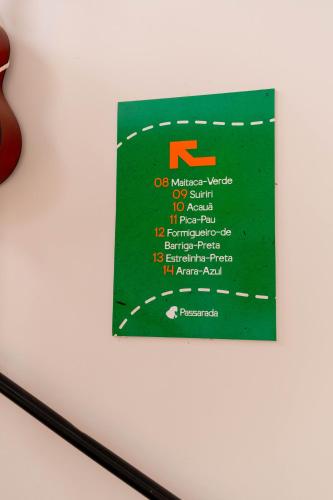 08 Maitaca-Verde
09 Suiriri
10 Acauã
11 Pica-Pau
12 Formigueiro-de
Barriga-Preta
13 Estrelinha-Preta
14 Arara-Azul
Passarada